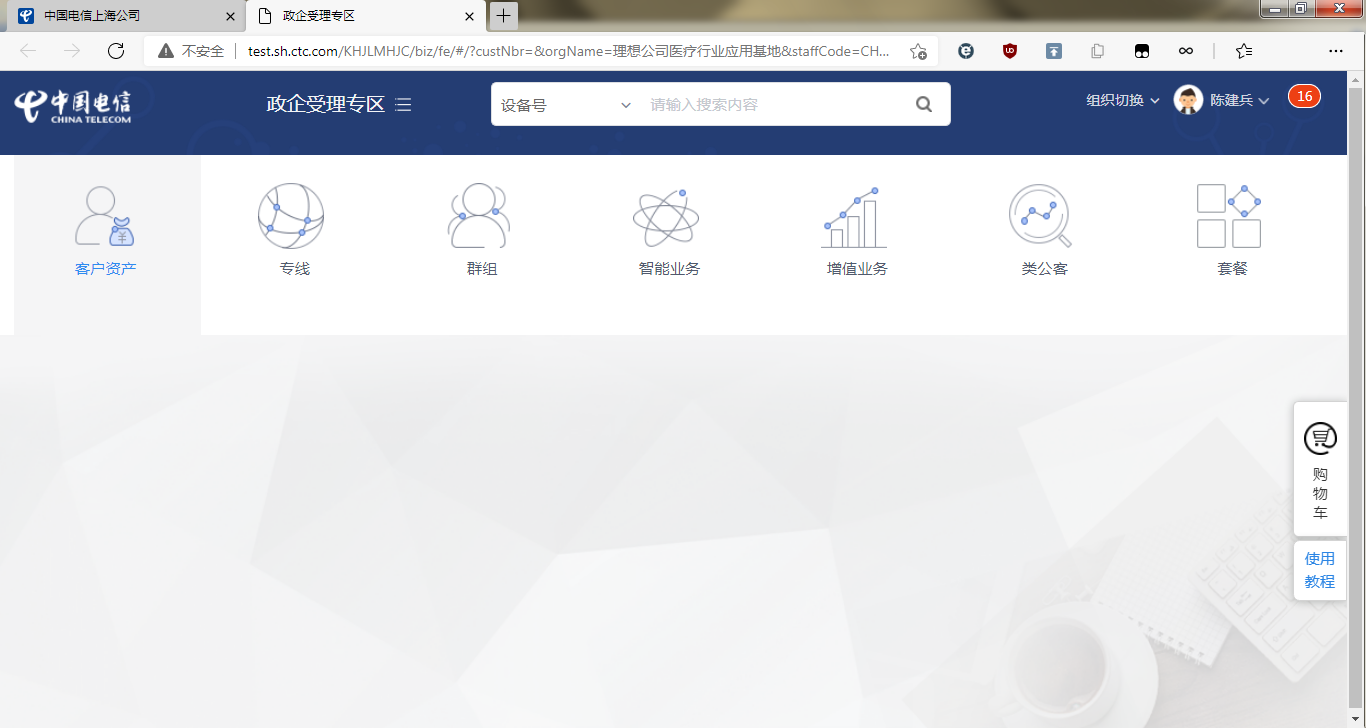 中国电信上海公司
政企受理专区
不安全
test.sh.ctc.com/KHJLMHJC/biz/fe/#/?custNbr=&orgName=理想公司医疗行业应用基地&staffCode=CH...
中国电信
CHINA TELECOM
政企受理专区
设备号
请输入搜索内容
组织切换
陈建兵
16
客户资产
专线
群组
智能业务
增值业务
类公客
套餐
购
物
车
使用
教程